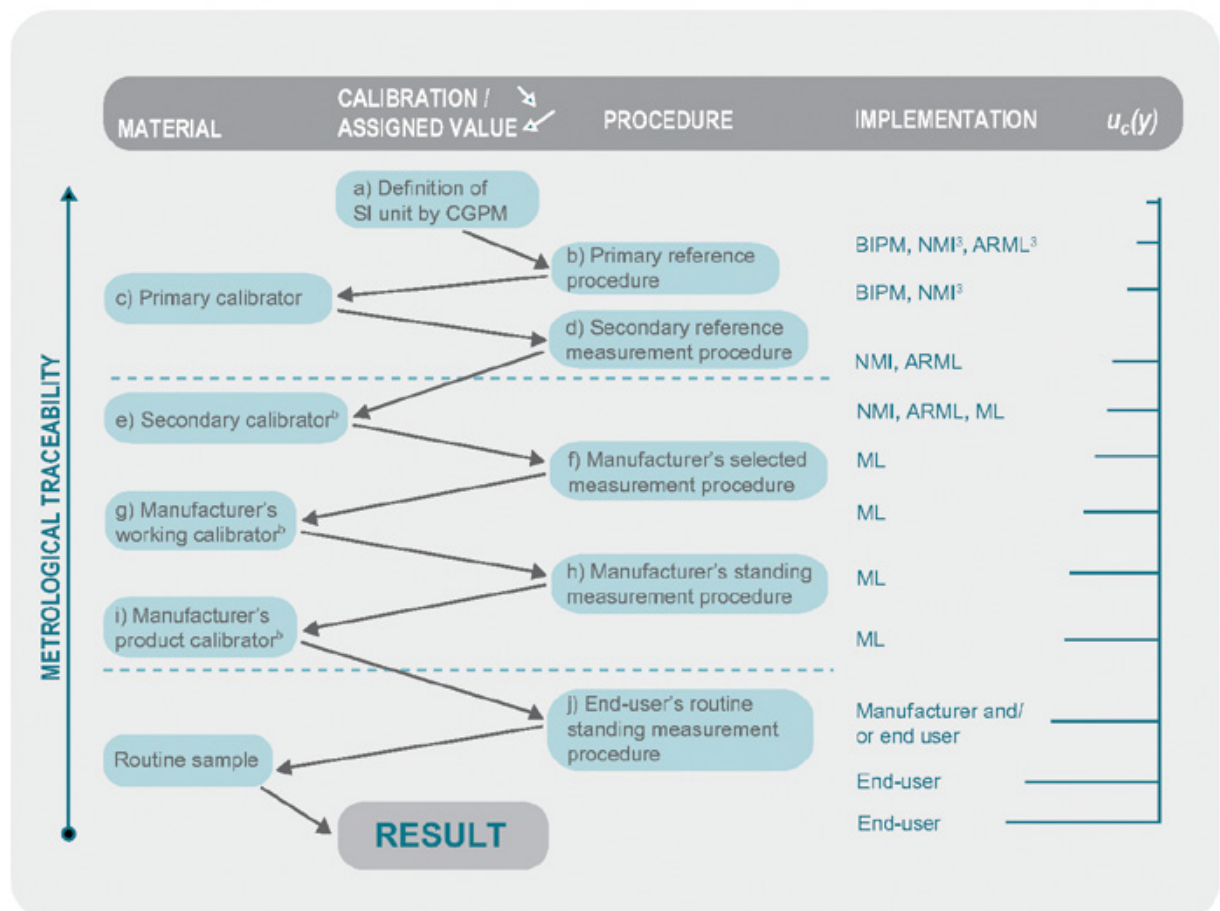 MATERIAL
CALIBRATION /
ASSIGNED VALUE
PROCEDURE
IMPLEMENTATION
u_c(y)
METROLOGICAL TRACEABILITY
a) Definition of
SI unit by CGPM
b) Primary reference
procedure
BIPM, NMI³, ARML³
c) Primary calibrator
BIPM, NMI³
d) Secondary reference
measurement procedure
NMI, ARML
e) Secondary calibratorᵇ
NMI, ARML, ML
f) Manufacturer's selected
measurement procedure
ML
g) Manufacturer's
working calibratorᵇ
ML
h) Manufacturer's standing
measurement procedure
ML
i) Manufacturer's
product calibratorᵇ
ML
j) End-user's routine
standing measurement
procedure
Manufacturer and/
or end user
Routine sample
End-user
RESULT
End-user